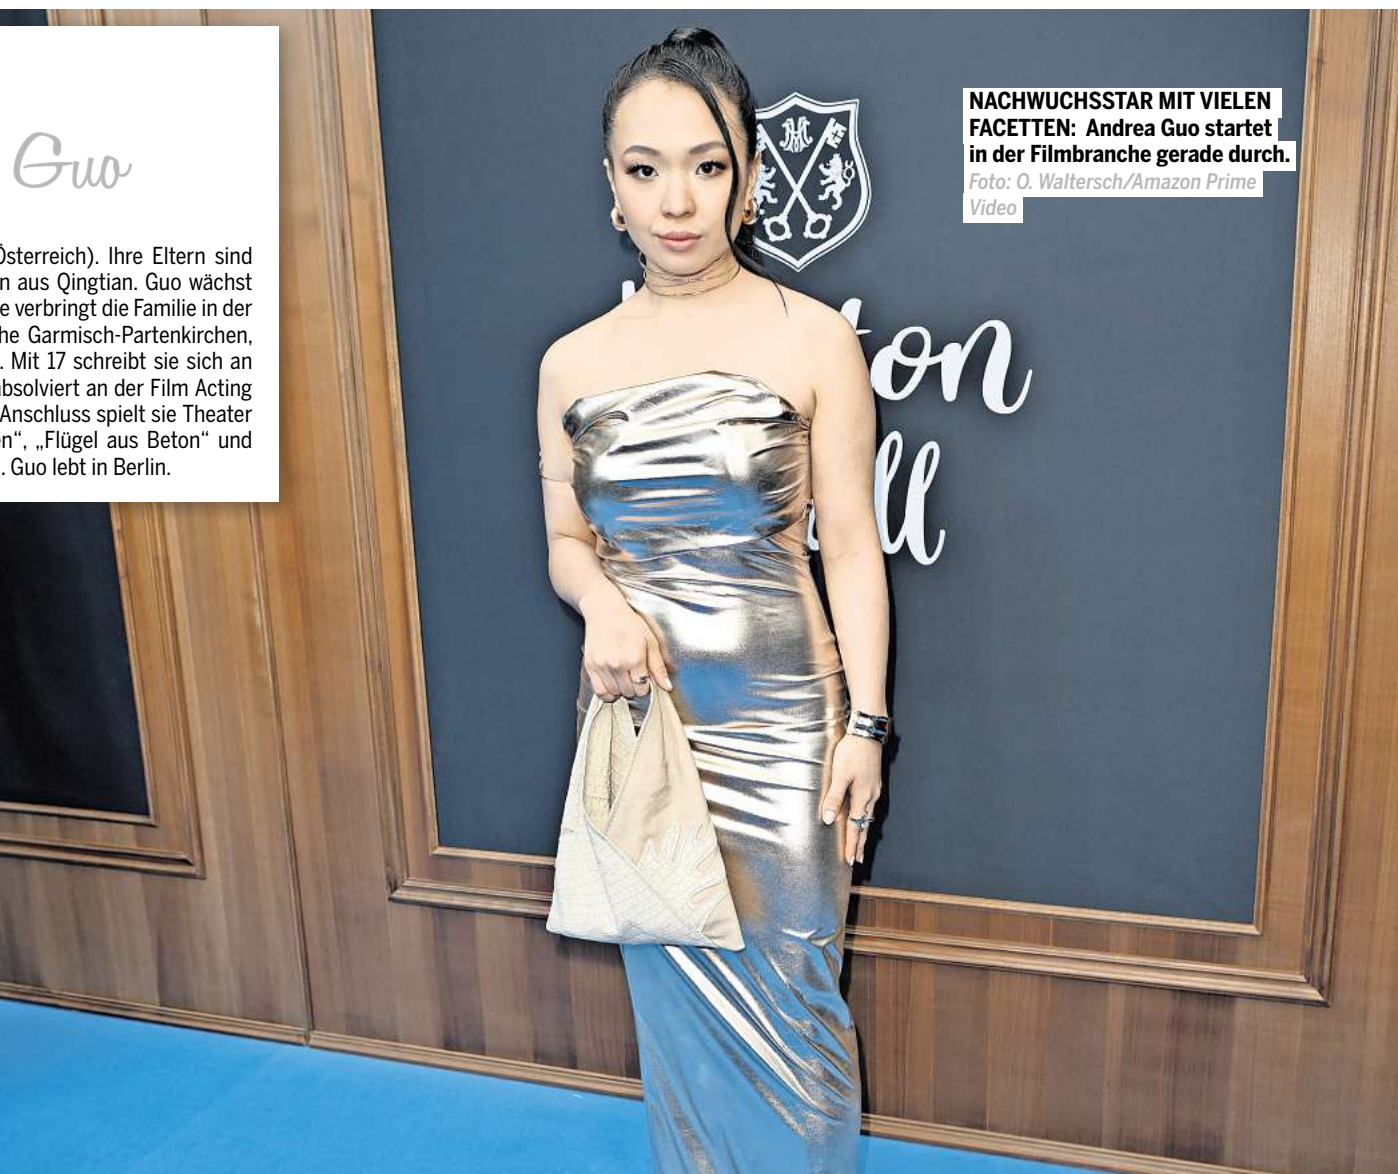 Guo
Österreich). Ihre Eltern sind
n aus Qingtian. Guo wächst
e verbringt die Familie in der
he Garmisch-Partenkirchen,
. Mit 17 schreibt sie sich an
absolviert an der Film Acting
Anschluss spielt sie Theater
en“, „Flügel aus Beton“ und
. Guo lebt in Berlin.
NACHWUCHSSTAR MIT VIELEN
FACETTEN: Andrea Guo startet
in der Filmbranche gerade durch.
Foto: O. Waltersch/Amazon Prime
Video
ton
ll